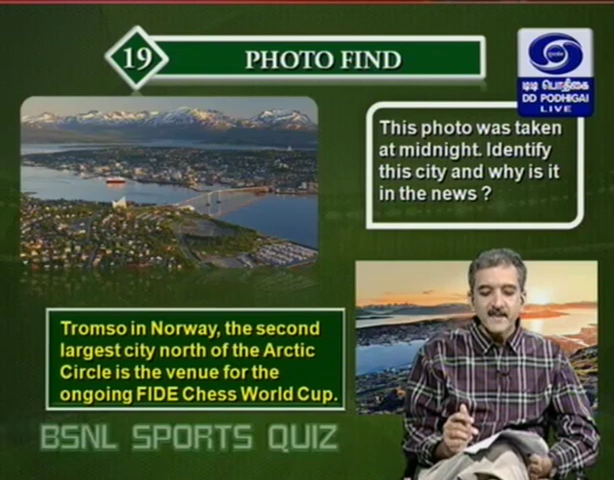 19
PHOTO FIND
டிடி பொதிகை
DD PODHIGAI
LIVE
This photo was taken
at midnight. Identify
this city and why is it
in the news ?
Tromso in Norway, the second
largest city north of the Arctic
Circle is the venue for the
ongoing FIDE Chess World Cup.
BSNL SPORTS QUIZ